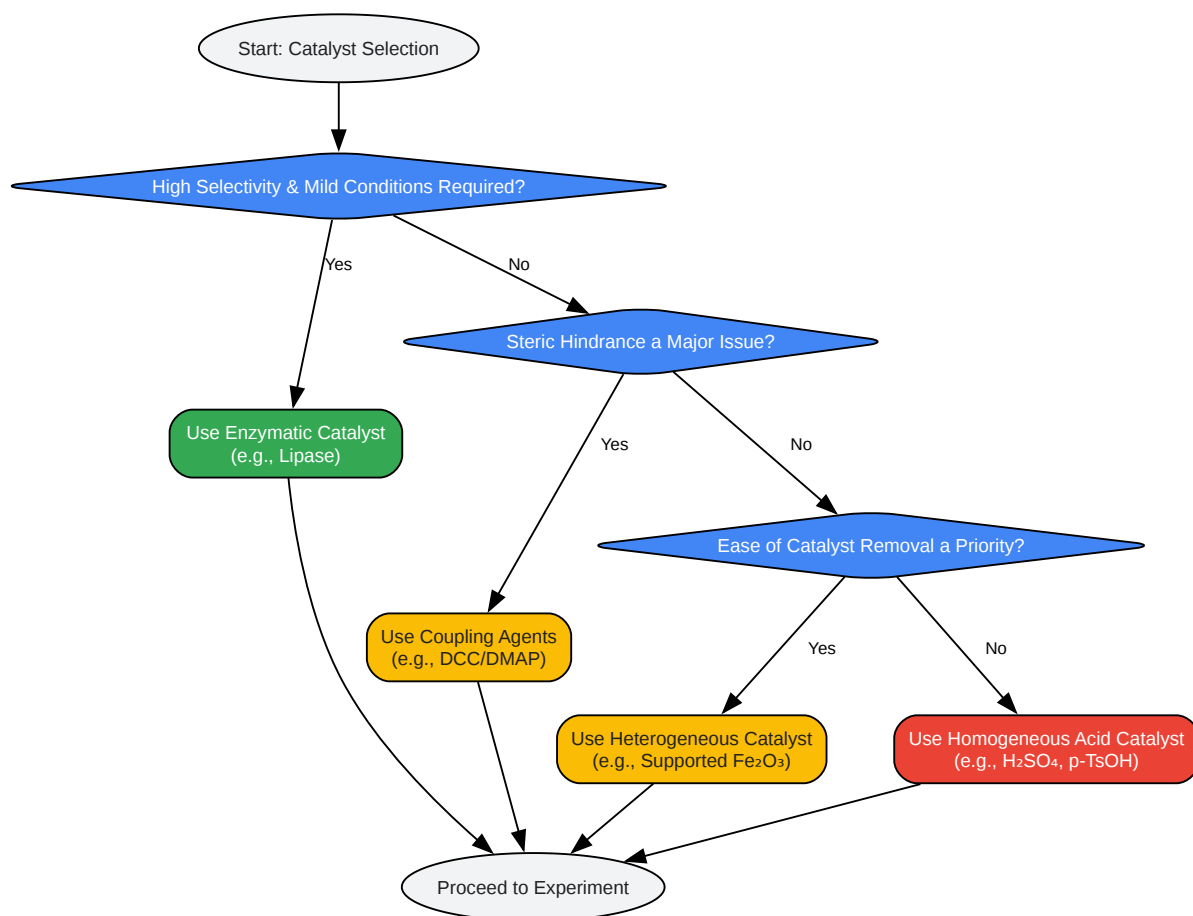 Start: Catalyst Selection
High Selectivity & Mild Conditions Required?
Yes
No
Steric Hindrance a Major Issue?
Use Enzymatic Catalyst
(e.g., Lipase)
Yes
No
Ease of Catalyst Removal a Priority?
Use Coupling Agents
(e.g., DCC/DMAP)
Yes
No
Use Heterogeneous Catalyst
(e.g., Supported Fe₂O₃)
Use Homogeneous Acid Catalyst
(e.g., H₂SO₄, p-TsOH)
Proceed to Experiment